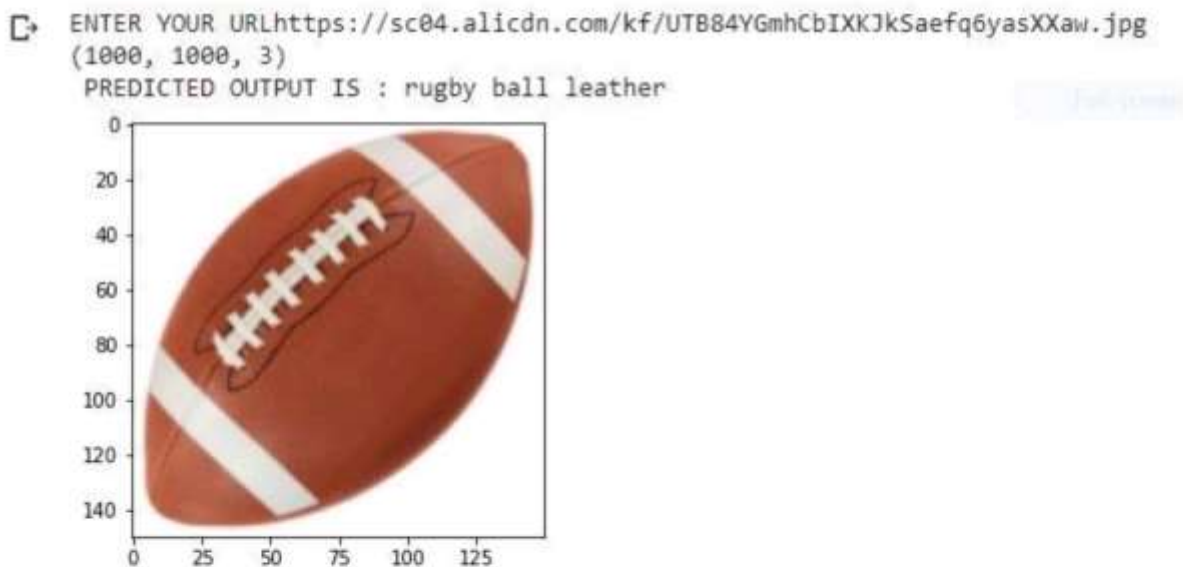 ENTER YOUR URLhttps://sc04.alicdn.com/kf/UTB84YGmhCbIXKJkSaefq6yasXXaw.jpg
(1000, 1000, 3)
PREDICTED OUTPUT IS : rugby ball leather
0
20
40
60
80
100
120
140
0 25 50 75 100 125